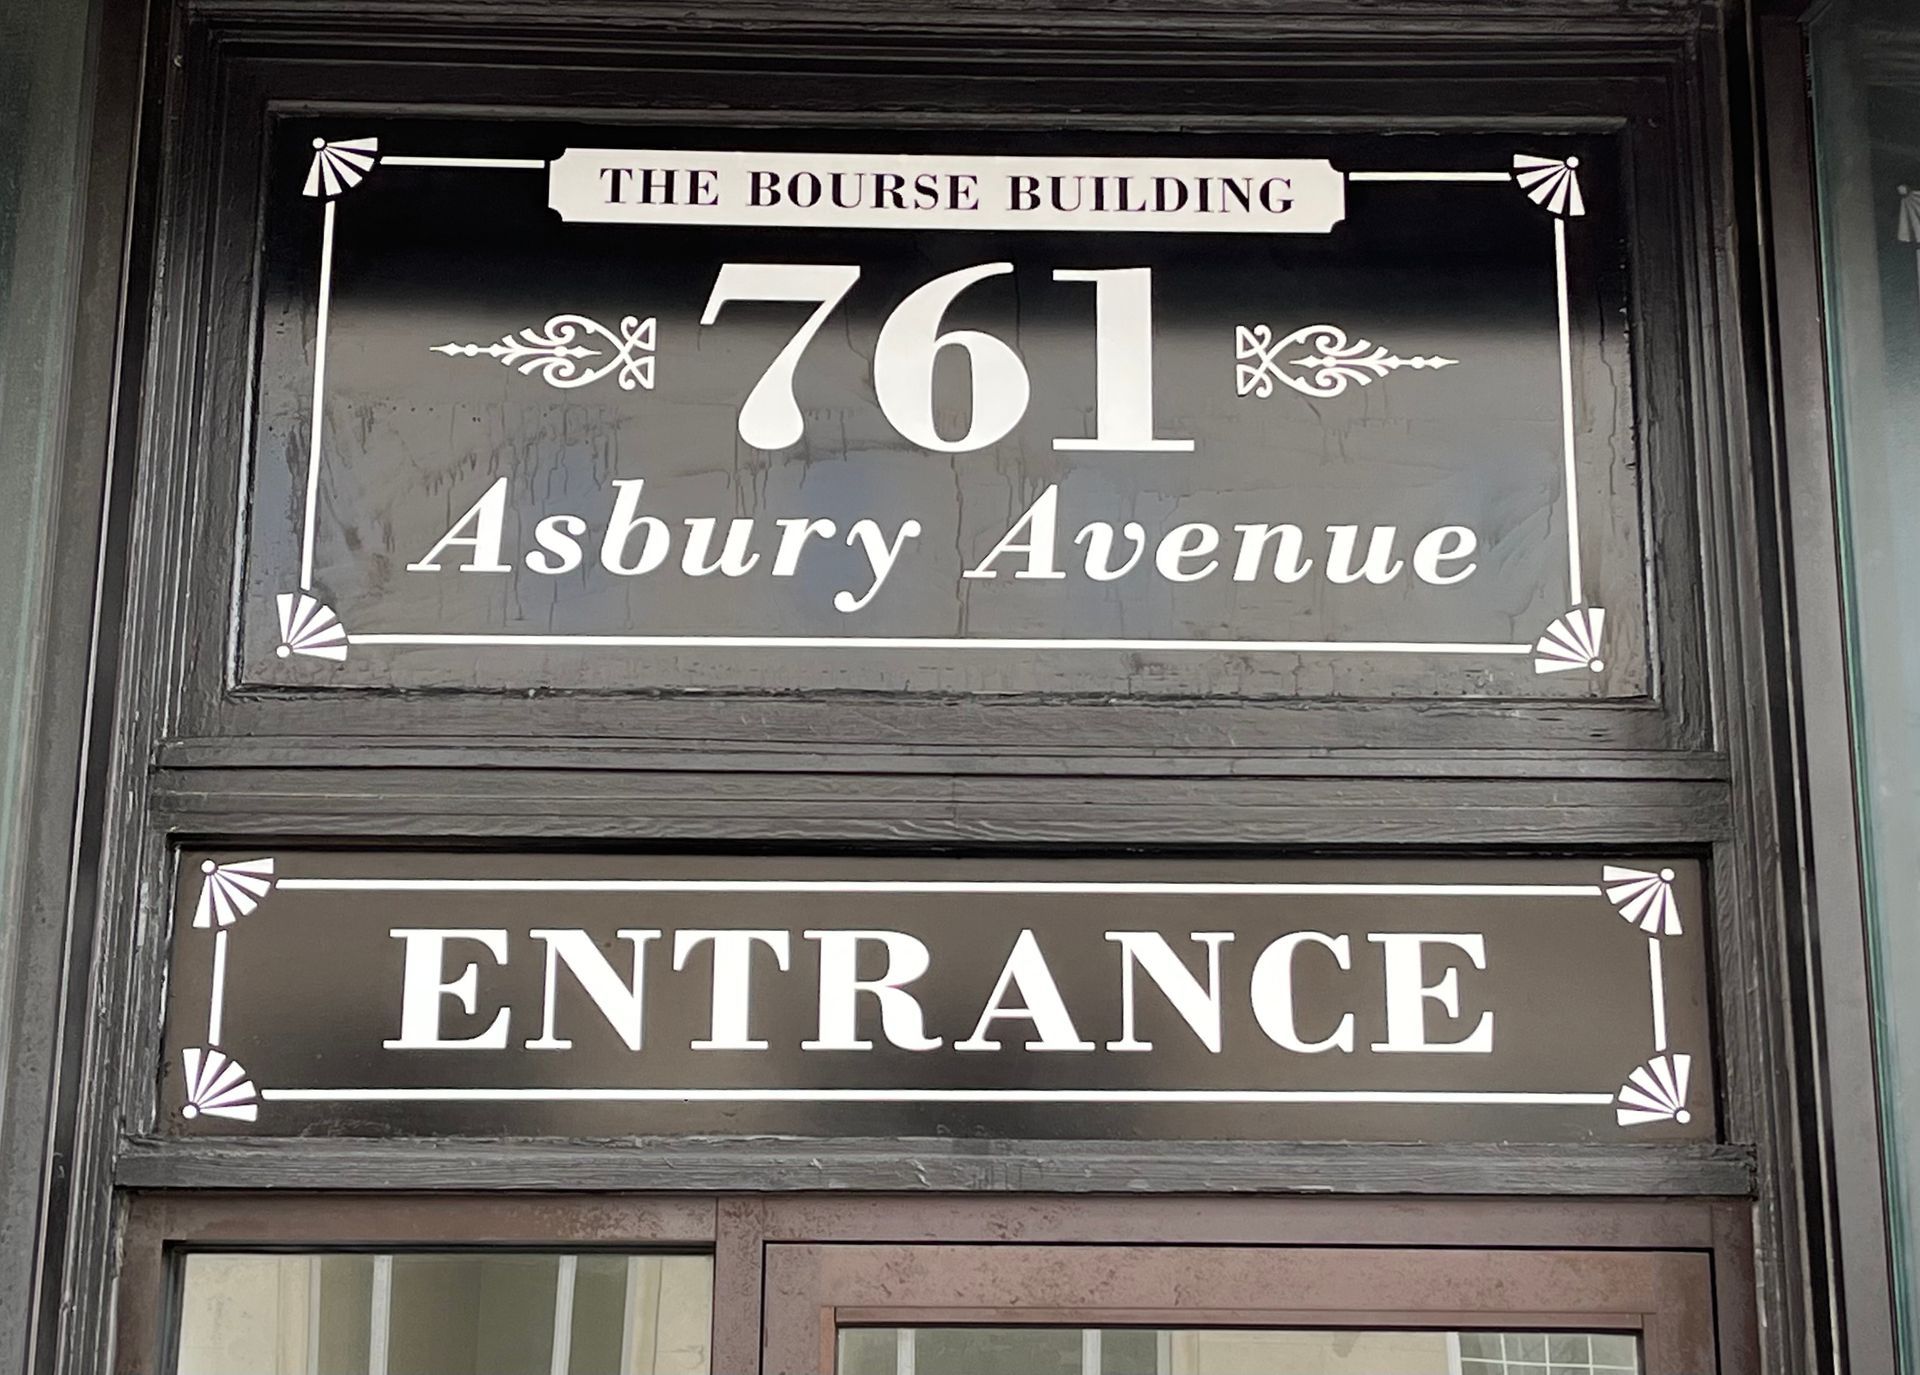 THE BOURSE BUILDING
761
Asbury Avenue
ENTRANCE